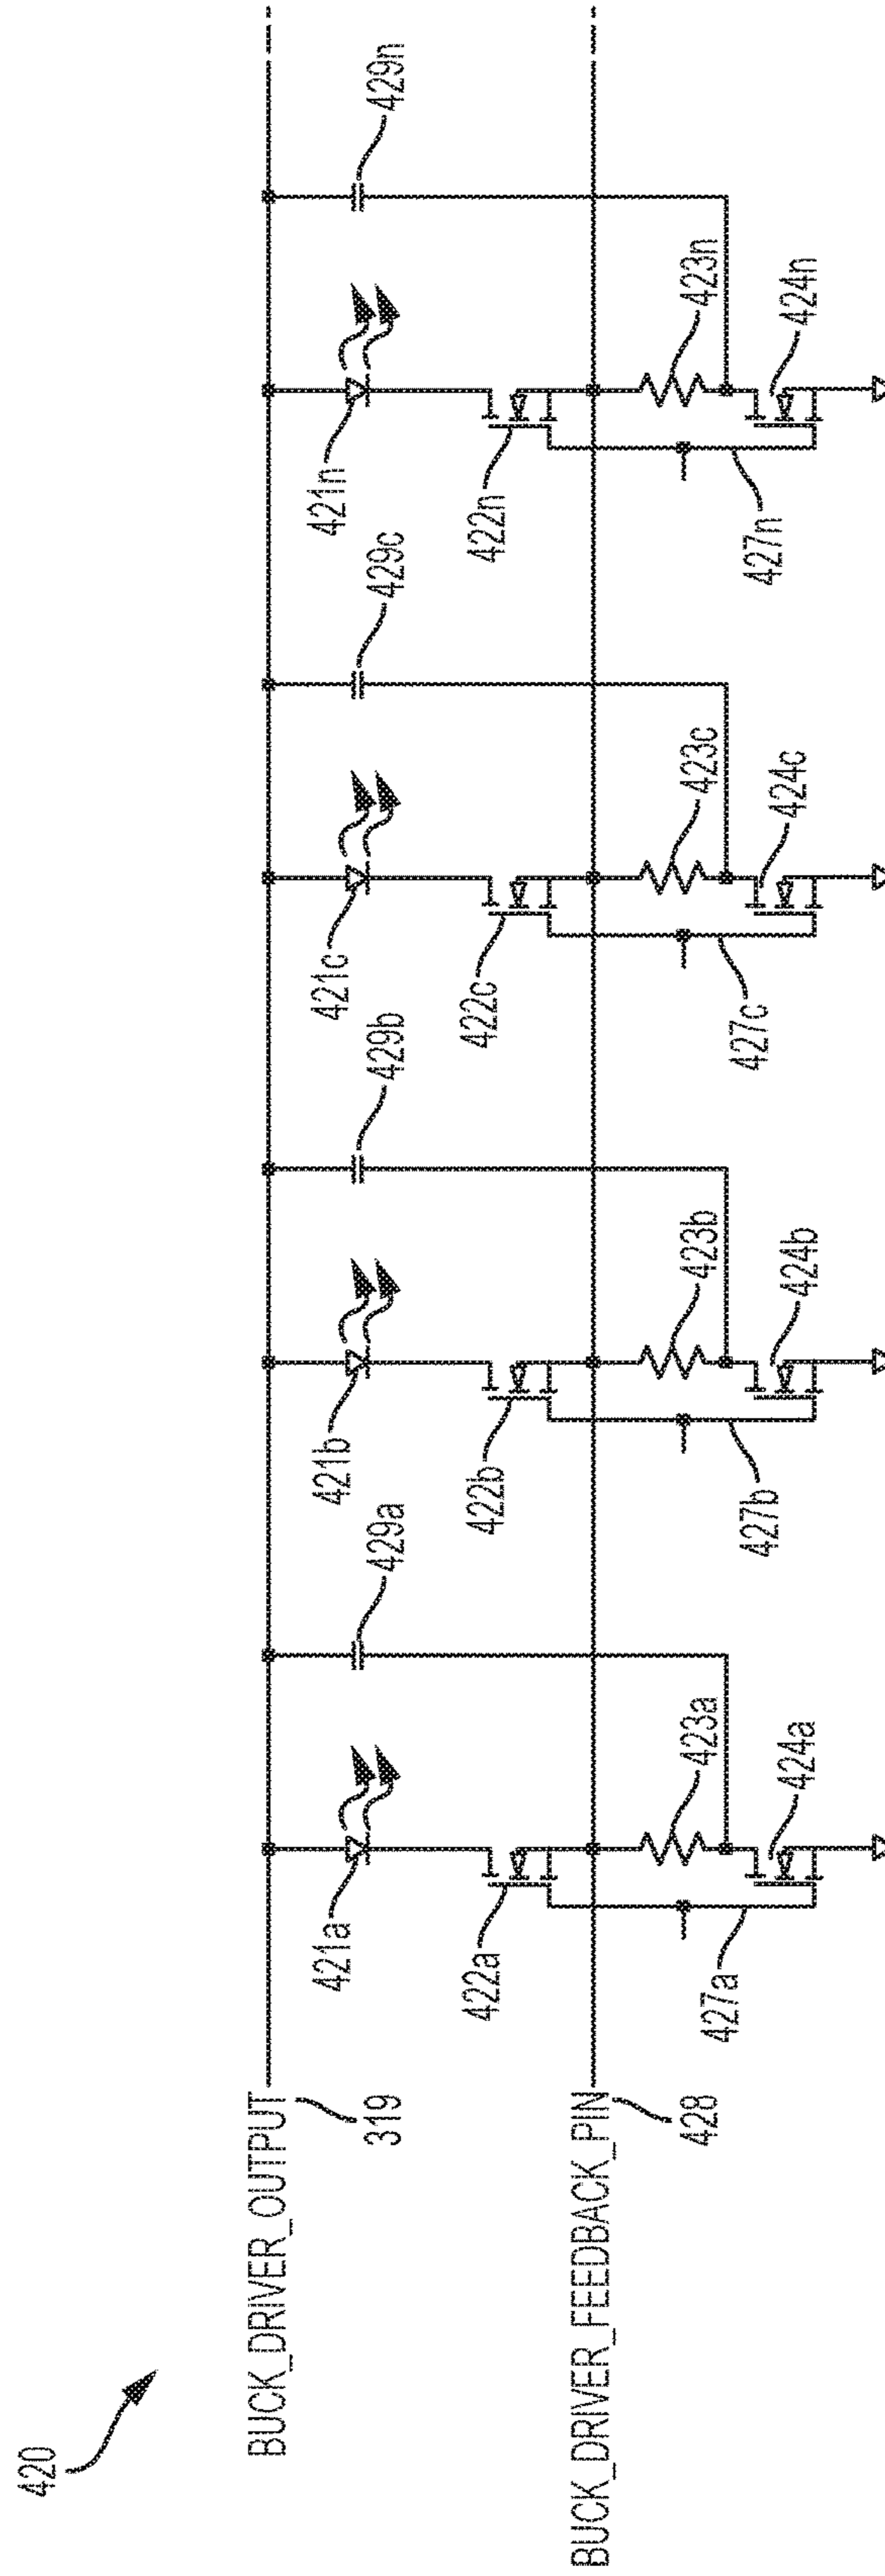 420
BUCK_DRIVER_OUTPUT
319
BUCK_DRIVER_FEEDBACK_PIN
428
421a
429a
421b
429b
421c
429c
421n
429n
422a
422b
422c
422n
423a
423b
423c
423n
427a
424a
427b
424b
427c
424c
427n
424n